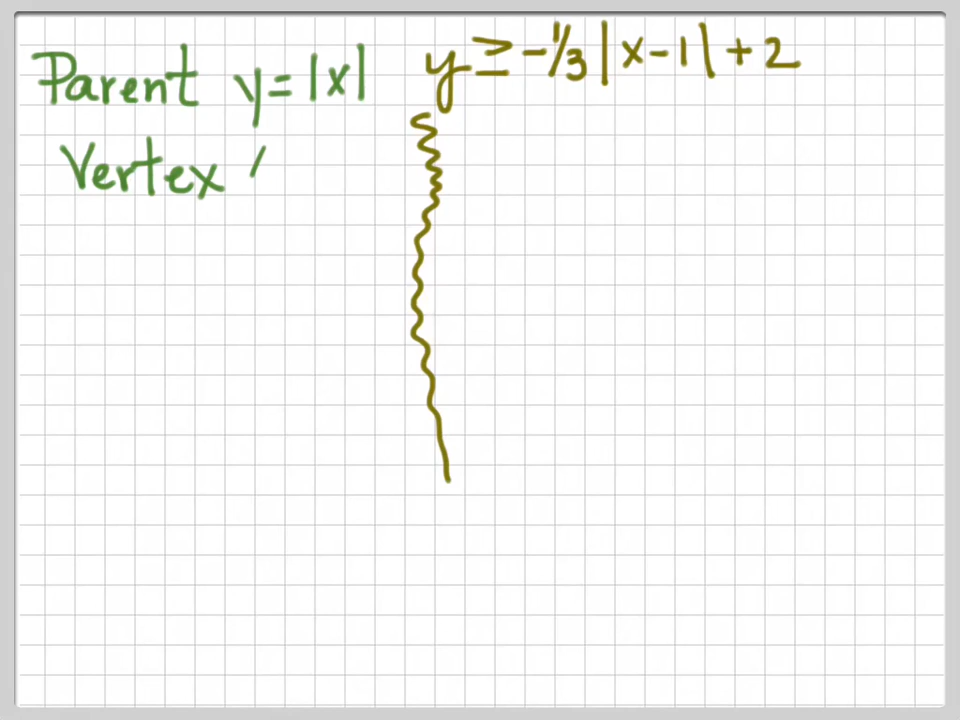 Parent y=|x|
Vertex (
y ≥ -1/3|x-1|+2